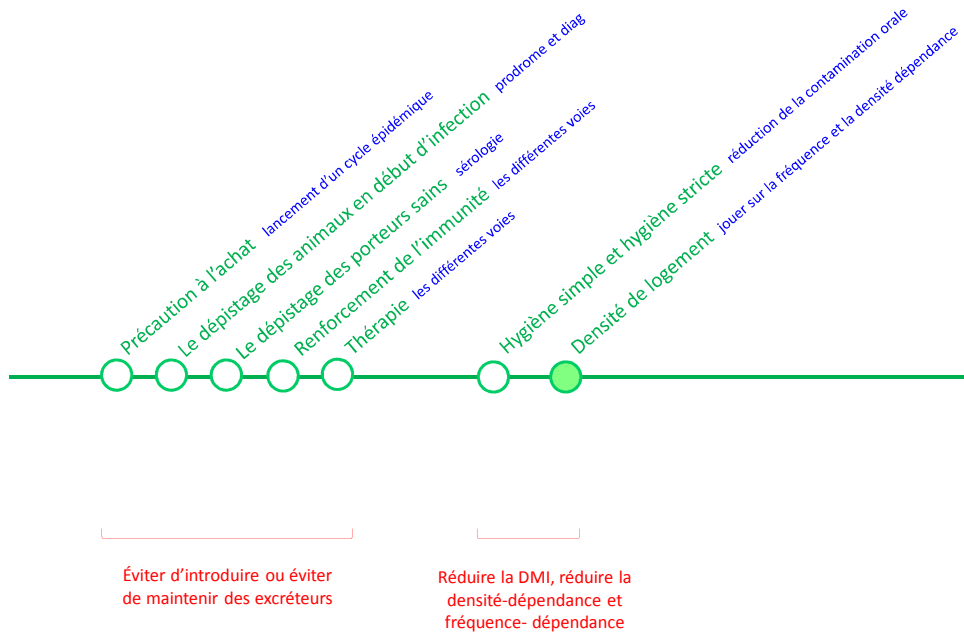 Précaution à l’achat lancement d’un cycle épidémique
Le dépistage des animaux en début d’infection prodrome et diag
Le dépistage des porteurs sains sérologie
Renforcement de l’immunité les différentes voies
Thérapie les différentes voies
Hygiène simple et hygiène stricte réduction de la contamination orale
Densité de logement jouer sur la fréquence et la densité dépendance
Éviter d’introduire ou éviter
de maintenir des excréteurs
Réduire la DMI, réduire la
densité-dépendance et
fréquence- dépendance